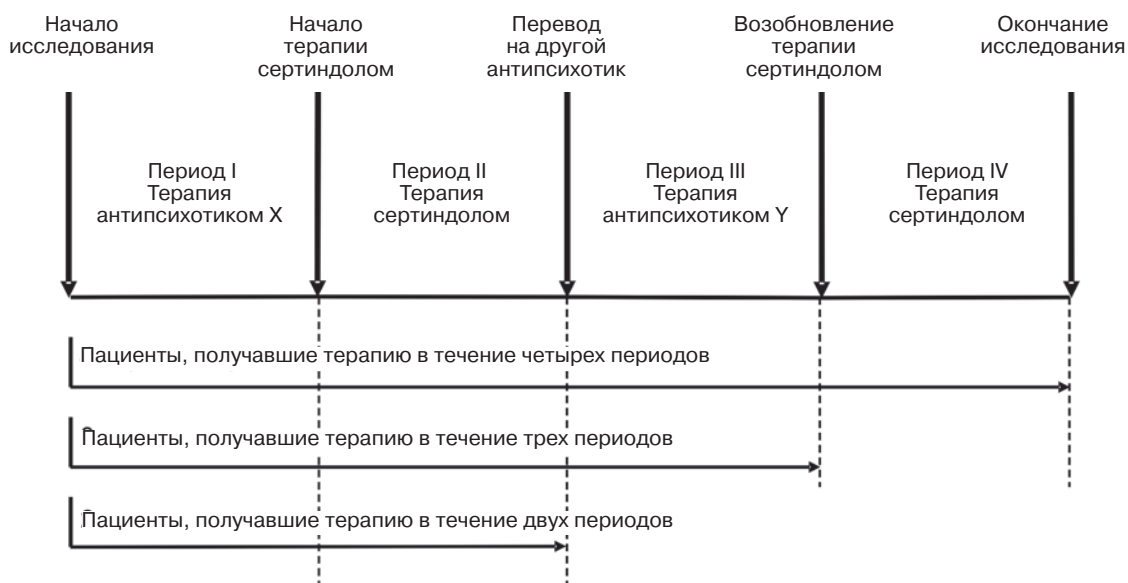 Начало
исследования
Начало
терапии
сертиндолом
Перевод
на другой
антипсихотик
Возобновление
терапии
сертиндолом
Окончание
исследования
Период I
Терапия
антипсихотиком X
Период II
Терапия
сертиндолом
Период III
Терапия
антипсихотиком Y
Период IV
Терапия
сертиндолом
Пациенты, получавшие терапию в течение четырех периодов
Пациенты, получавшие терапию в течение трех периодов
Пациенты, получавшие терапию в течение двух периодов